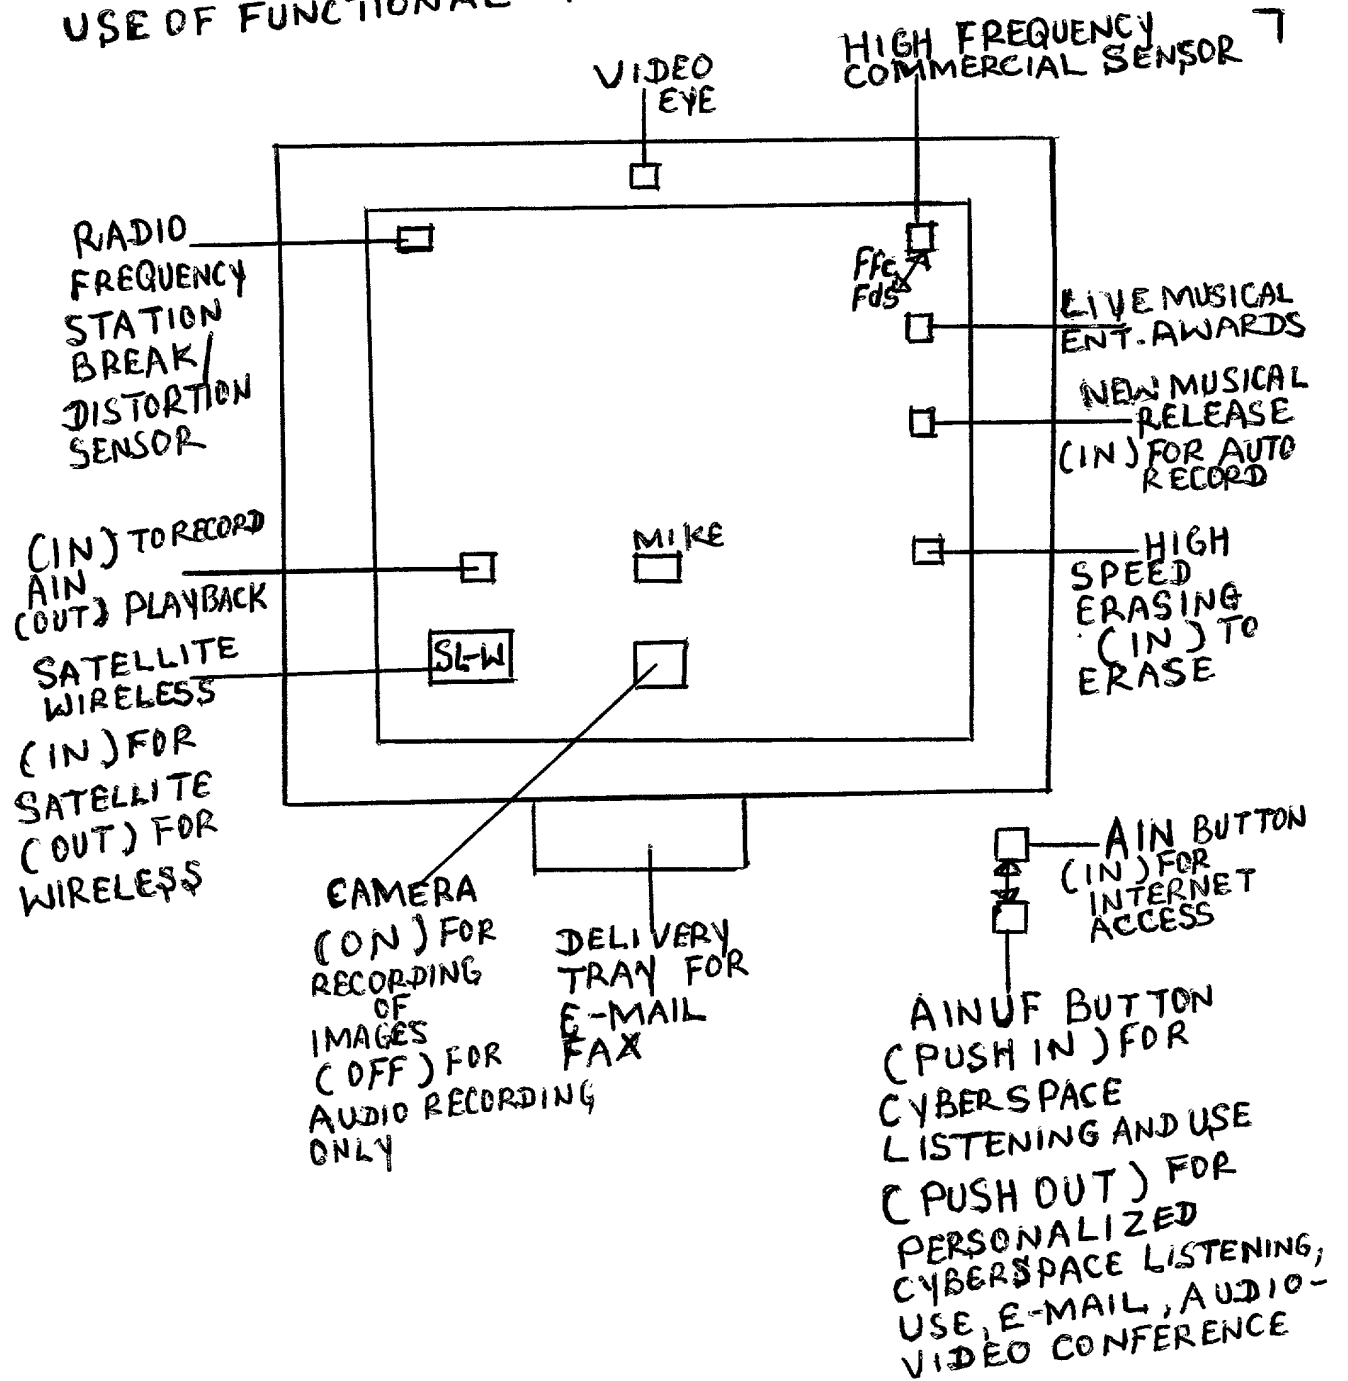 USE OF FUNCTIONAL
VIDEO
EYE
HIGH FREQUENCY
COMMERCIAL SENSOR
RADIO
FREQUENCY
STATION
BREAK/
DISTORTION
SENSOR
Ffc
Fds
LIVE MUSICAL
ENT. AWARDS
NEW MUSICAL
RELEASE
(IN) FOR AUTO
RECORD
(IN) TO RECORD
AIN
(OUT) PLAYBACK
MIKE
HIGH
SPEED
ERASING
(IN) TO
ERASE
SATELLITE
WIRELESS
SL-W
(IN) FOR
SATELLITE
(OUT) FOR
WIRELESS
CAMERA
(ON) FOR
RECORDING
OF
IMAGES
(OFF) FOR
AUDIO RECORDING
ONLY
DELIVERY
TRAY FOR
E-MAIL
FAX
AIN BUTTON
(IN) FOR
INTERNET
ACCESS
AINUF BUTTON
(PUSH IN) FOR
CYBERSPACE
LISTENING AND USE
(PUSH OUT) FOR
PERSONALIZED
CYBERSPACE LISTENING,
USE, E-MAIL, AUDIO-
VIDEO CONFERENCE